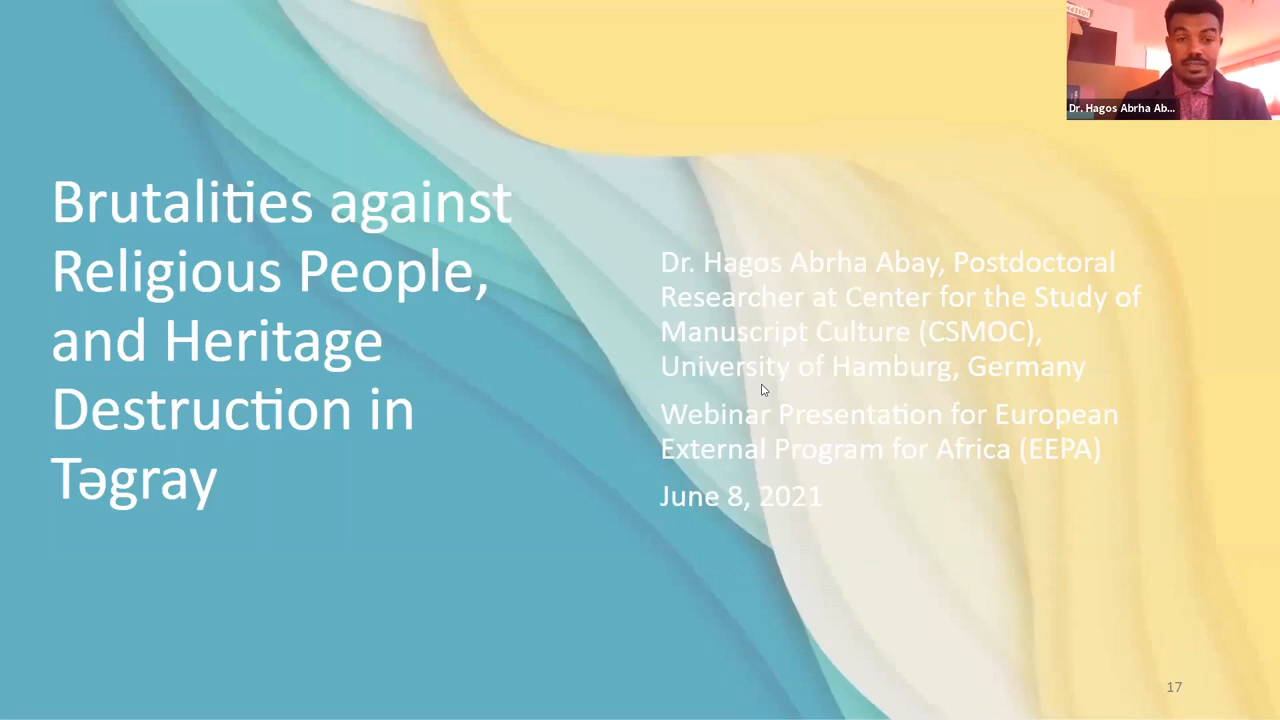 Dr. Hagos Abrha Ab...
Brutalities against
Religious People,
and Heritage
Destruction in
Təgray
Dr. Hagos Abrha Abay, Postdoctoral
Researcher at Center for the Study of
Manuscript Culture (CSMOC),
University of Hamburg, Germany
Webinar Presentation for European
External Program for Africa (EEPA)
June 8, 2021
17